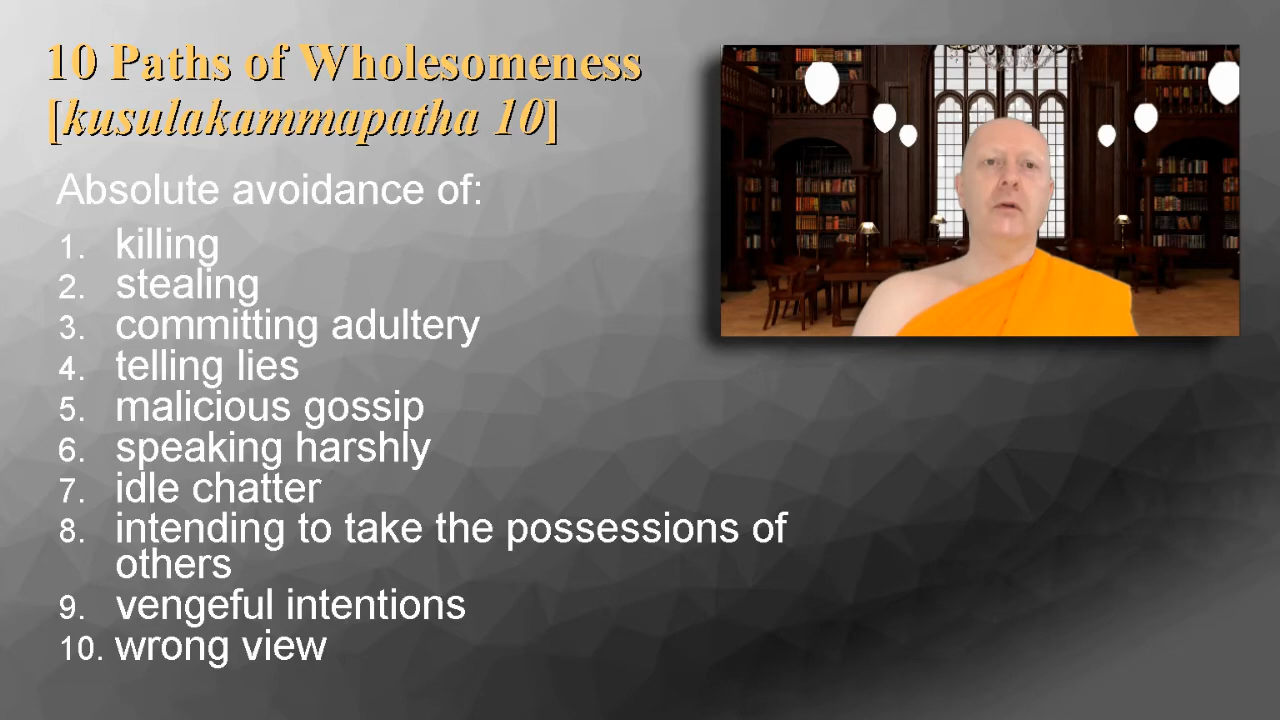 10 Paths of Wholesomeness
[kusulakammapatha 10]
Absolute avoidance of:
1. killing
2. stealing
3. committing adultery
4. telling lies
5. malicious gossip
6. speaking harshly
7. idle chatter
8. intending to take the possessions of
others
9. vengeful intentions
10. wrong view